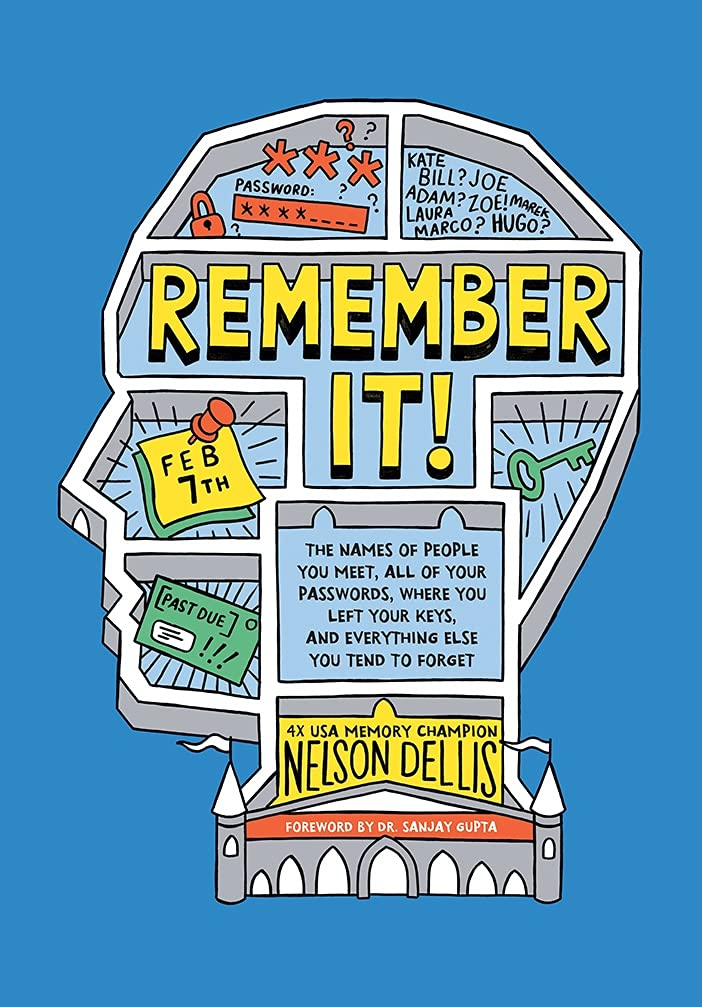 * * *
? ?
PASSWORD:
* * * * _ _ _ _ _
? ? ?
KATE
BILL? JOE
ADAM? ZOE! MAREK
LAURA
MARCO? HUGO?
REMEMBER
IT!
FEB
7TH
[PAST DUE]
!!!
THE NAMES OF PEOPLE
YOU MEET, ALL OF YOUR
PASSWORDS, WHERE YOU
LEFT YOUR KEYS,
AND EVERYTHING ELSE
YOU TEND TO FORGET
4X USA MEMORY CHAMPION
NELSON DELLIS
FOREWORD BY DR. SANJAY GUPTA